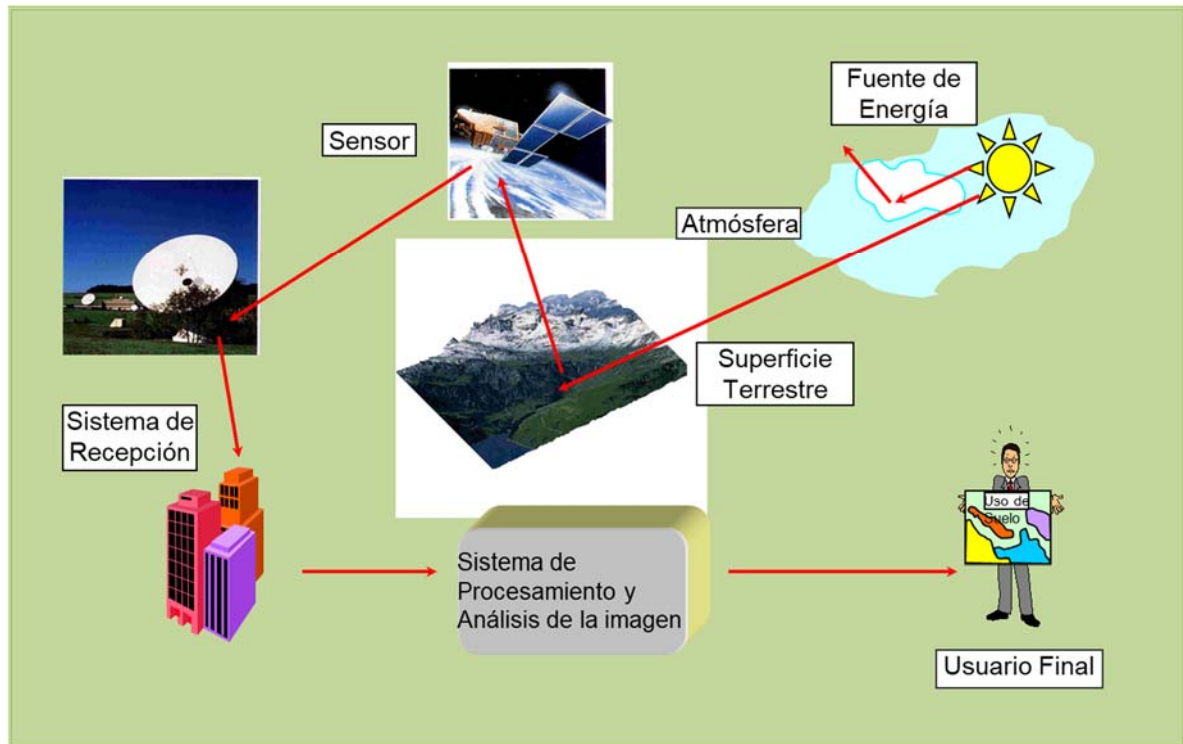 Fuente de
Energía
Sensor
Atmósfera
Superficie
Terrestre
Sistema de
Recepción
Uso de
Suelo
Sistema de
Procesamiento y
Análisis de la imagen
Usuario Final